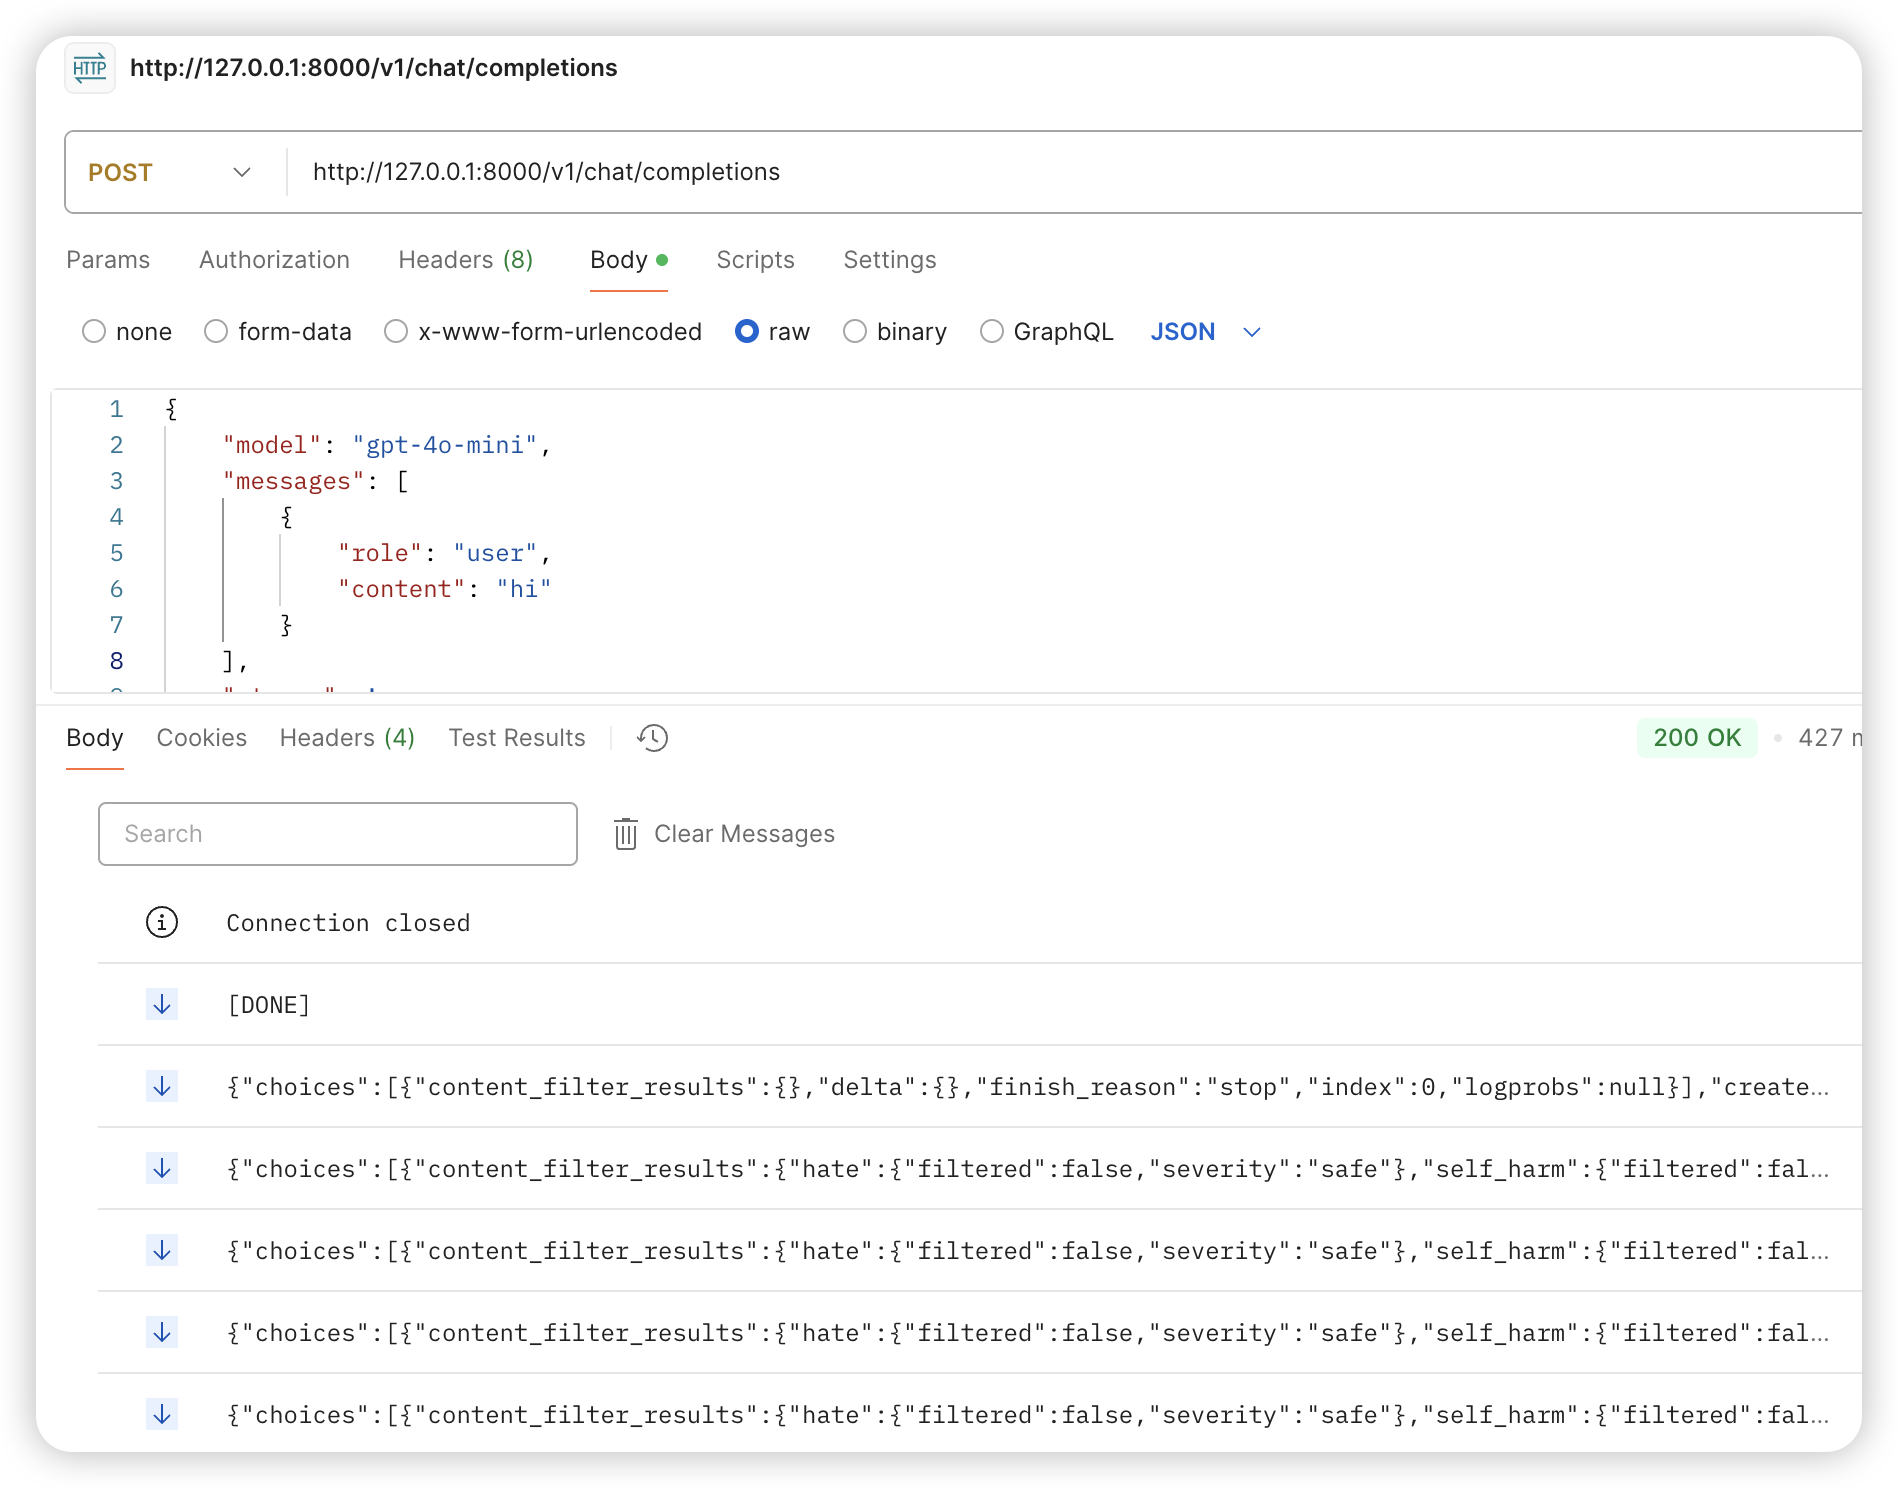 HTTP http://127.0.0.1:8000/v1/chat/completions
POST http://127.0.0.1:8000/v1/chat/completions
Params Authorization Headers (8) Body Scripts Settings
none form-data x-www-form-urlencoded raw binary GraphQL JSON
1 {
2 "model": "gpt-4o-mini",
3 "messages": [
4 {
5 "role": "user",
6 "content": "hi"
7 }
8 ],
Body Cookies Headers (4) Test Results 200 OK • 427
Search Clear Messages
Connection closed
[DONE]
{"choices":[{"content_filter_results":{},"delta":{},"finish_reason":"stop","index":0,"logprobs":null}],"create...
{"choices":[{"content_filter_results":{"hate":{"filtered":false,"severity":"safe"},"self_harm":{"filtered":fal...
{"choices":[{"content_filter_results":{"hate":{"filtered":false,"severity":"safe"},"self_harm":{"filtered":fal...
{"choices":[{"content_filter_results":{"hate":{"filtered":false,"severity":"safe"},"self_harm":{"filtered":fal...
{"choices":[{"content_filter_results":{"hate":{"filtered":false,"severity":"safe"},"self_harm":{"filtered":fal...